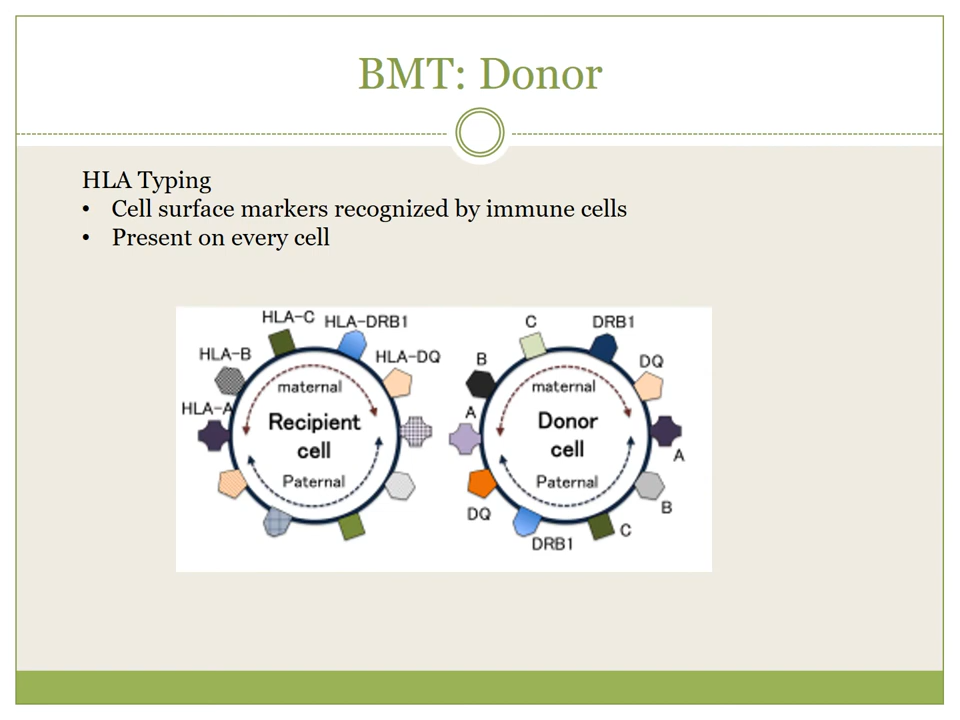 BMT: Donor
HLA Typing
• Cell surface markers recognized by immune cells
• Present on every cell
HLA-C
HLA-DRB1
HLA-B
HLA-DQ
HLA-A
maternal
Recipient
cell
Paternal
C
DRB1
B
DQ
A
maternal
Donor
cell
A
Paternal
B
DQ
C
DRB1